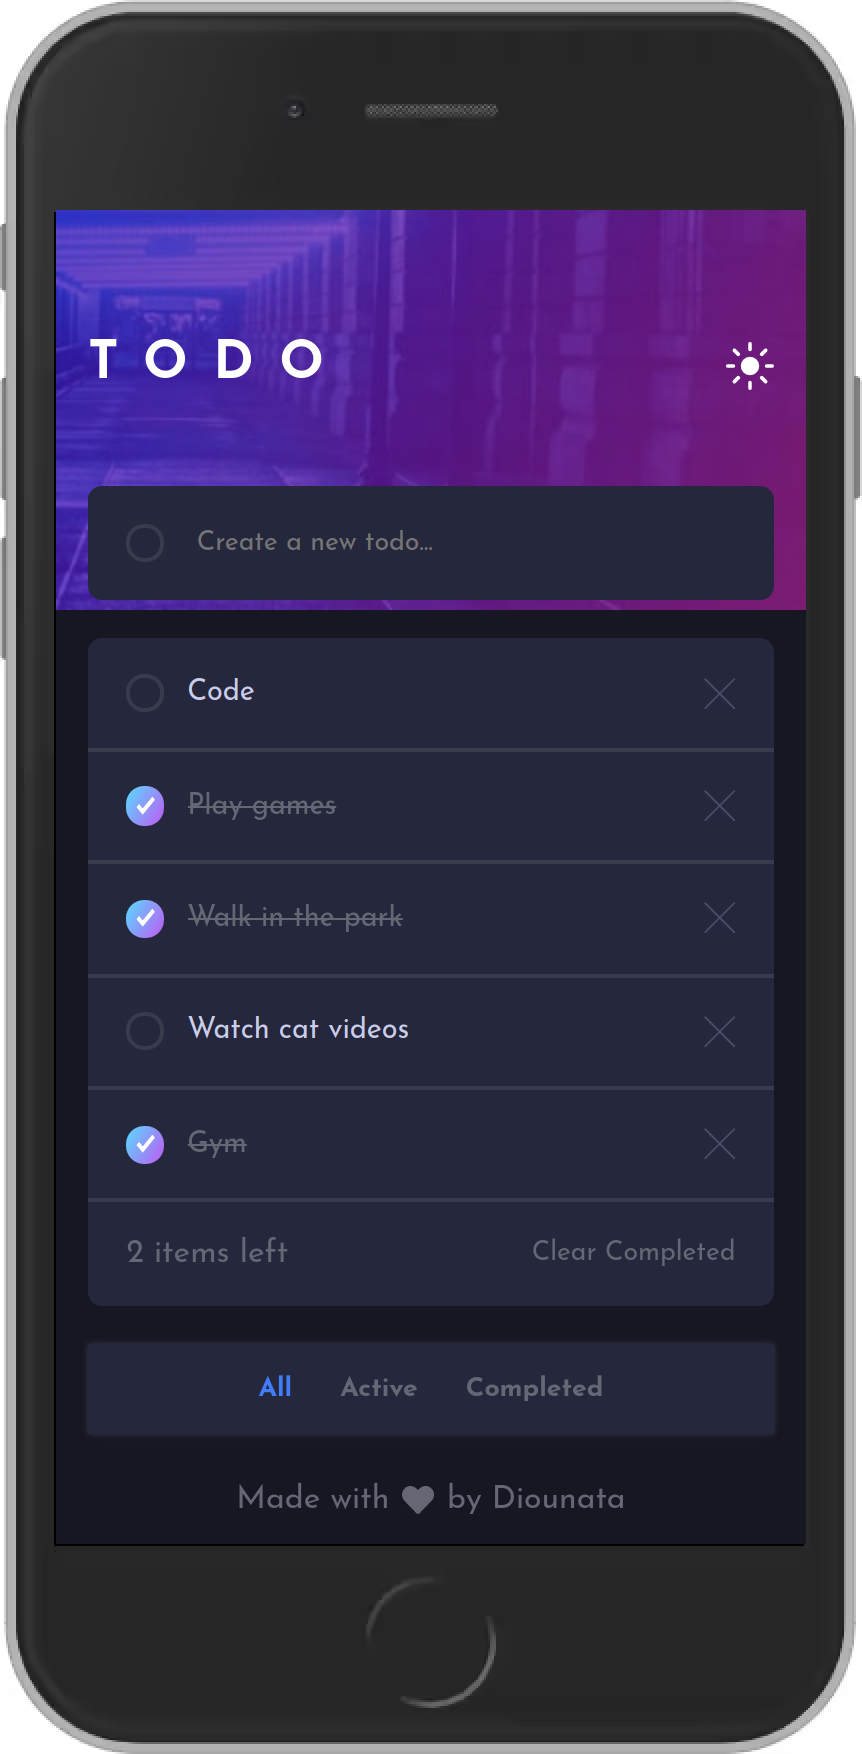 TODO
Create a new todo...
Code
Play games
Walk in the park
Watch cat videos
Gym
2 items left Clear Completed
All Active Completed
Made with by Diounata